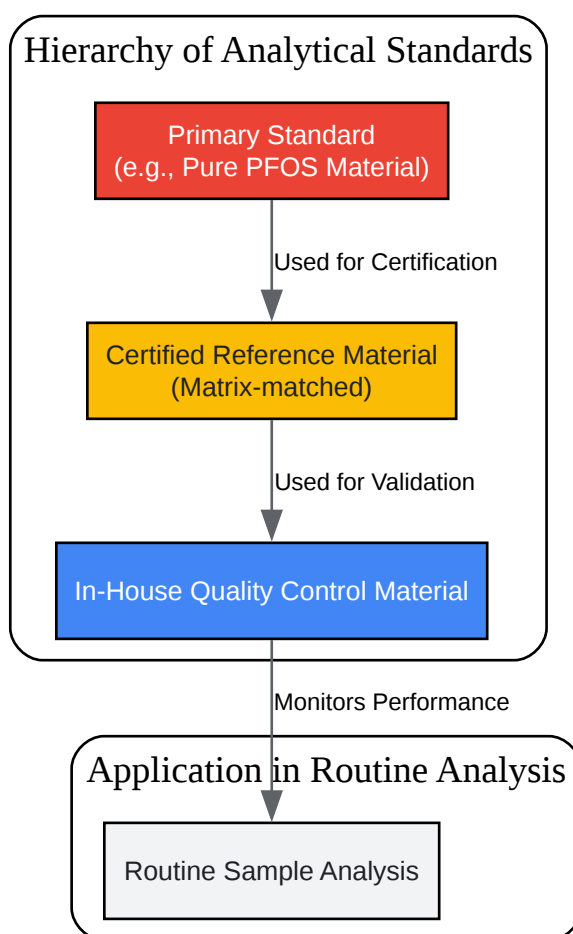 Hierarchy of Analytical Standards
Primary Standard
(e.g., Pure PFOS Material)
Used for Certification
Certified Reference Material
(Matrix-matched)
Used for Validation
In-House Quality Control Material
Monitors Performance
Application in Routine Analysis
Routine Sample Analysis